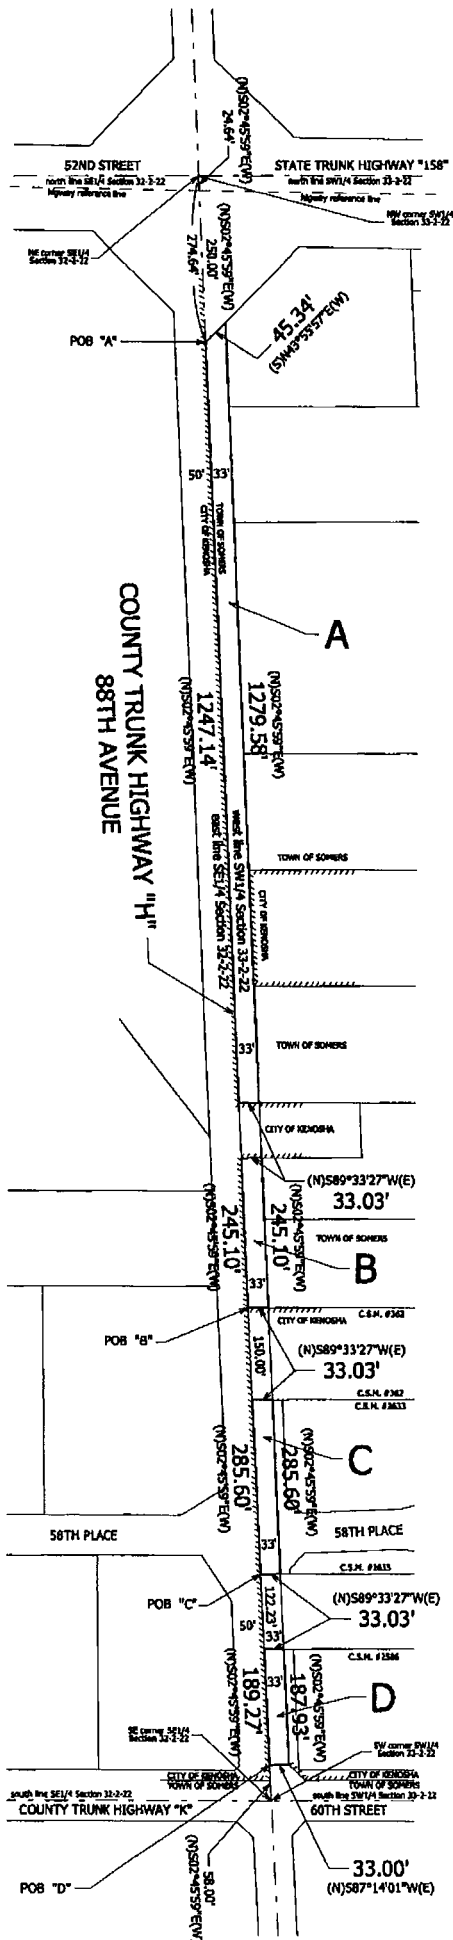 (N)S02°45'59"E(W)
24.64'
52ND STREET
STATE TRUNK HIGHWAY "158"
north line SE1/4 Section 32-2-22
north line SW1/4 Section 33-2-22
higway reference line
higway reference line
NW corner SW1/4
Section 33-2-22
NE corner SE1/4
Section 32-2-22
(N)S02°45'59"E(W)
250.00'
274.64'
45.34'
(S)N43°53'57"E(W)
POB "A"
50'
33'
TOWN OF SOMERS
CITY OF KENOSHA
A
COUNTY TRUNK HIGHWAY "H"
88TH AVENUE
(N)S02°45'59"E(W)
1279.58'
1247.14'
(N)S02°45'59"E(W)
west line SW1/4 Section 33-2-22
east line SE1/4 Section 32-2-22
TOWN OF SOMERS
CITY OF KENOSHA
33'
TOWN OF SOMERS
CITY OF KENOSHA
(N)S89°33'27"W(E)
33.03'
(N)S02°45'59"E(W)
245.10'
245.10'
(N)S02°45'59"E(W)
TOWN OF SOMERS
B
33'
C.S.M. #362
CITY OF KENOSHA
POB "B"
150.00'
(N)S89°33'27"W(E)
33.03'
C.S.M. #362
C.S.M. #2633
C
(N)S02°45'59"E(W)
285.60'
285.60'
(N)S02°45'59"E(W)
58TH PLACE
58TH PLACE
33'
POB "C"
(N)S89°33'27"W(E)
33.03'
122.23'
50'
33'
C.S.M. #2586
33'
(N)S02°45'59"E(W)
187.93'
189.27'
(N)S02°45'59"E(W)
D
SE corner SE1/4
Section 32-2-22
SW corner SW1/4
Section 33-2-22
CITY OF KENOSHA
TOWN OF SOMERS
CITY OF KENOSHA
TOWN OF SOMERS
south line SE1/4 Section 32-2-22
south line SW1/4 Section 33-2-22
COUNTY TRUNK HIGHWAY "K"
60TH STREET
33.00'
(N)S87°14'01"W(E)
POB "D"
58.00'
(N)S02°45'59"E(W)